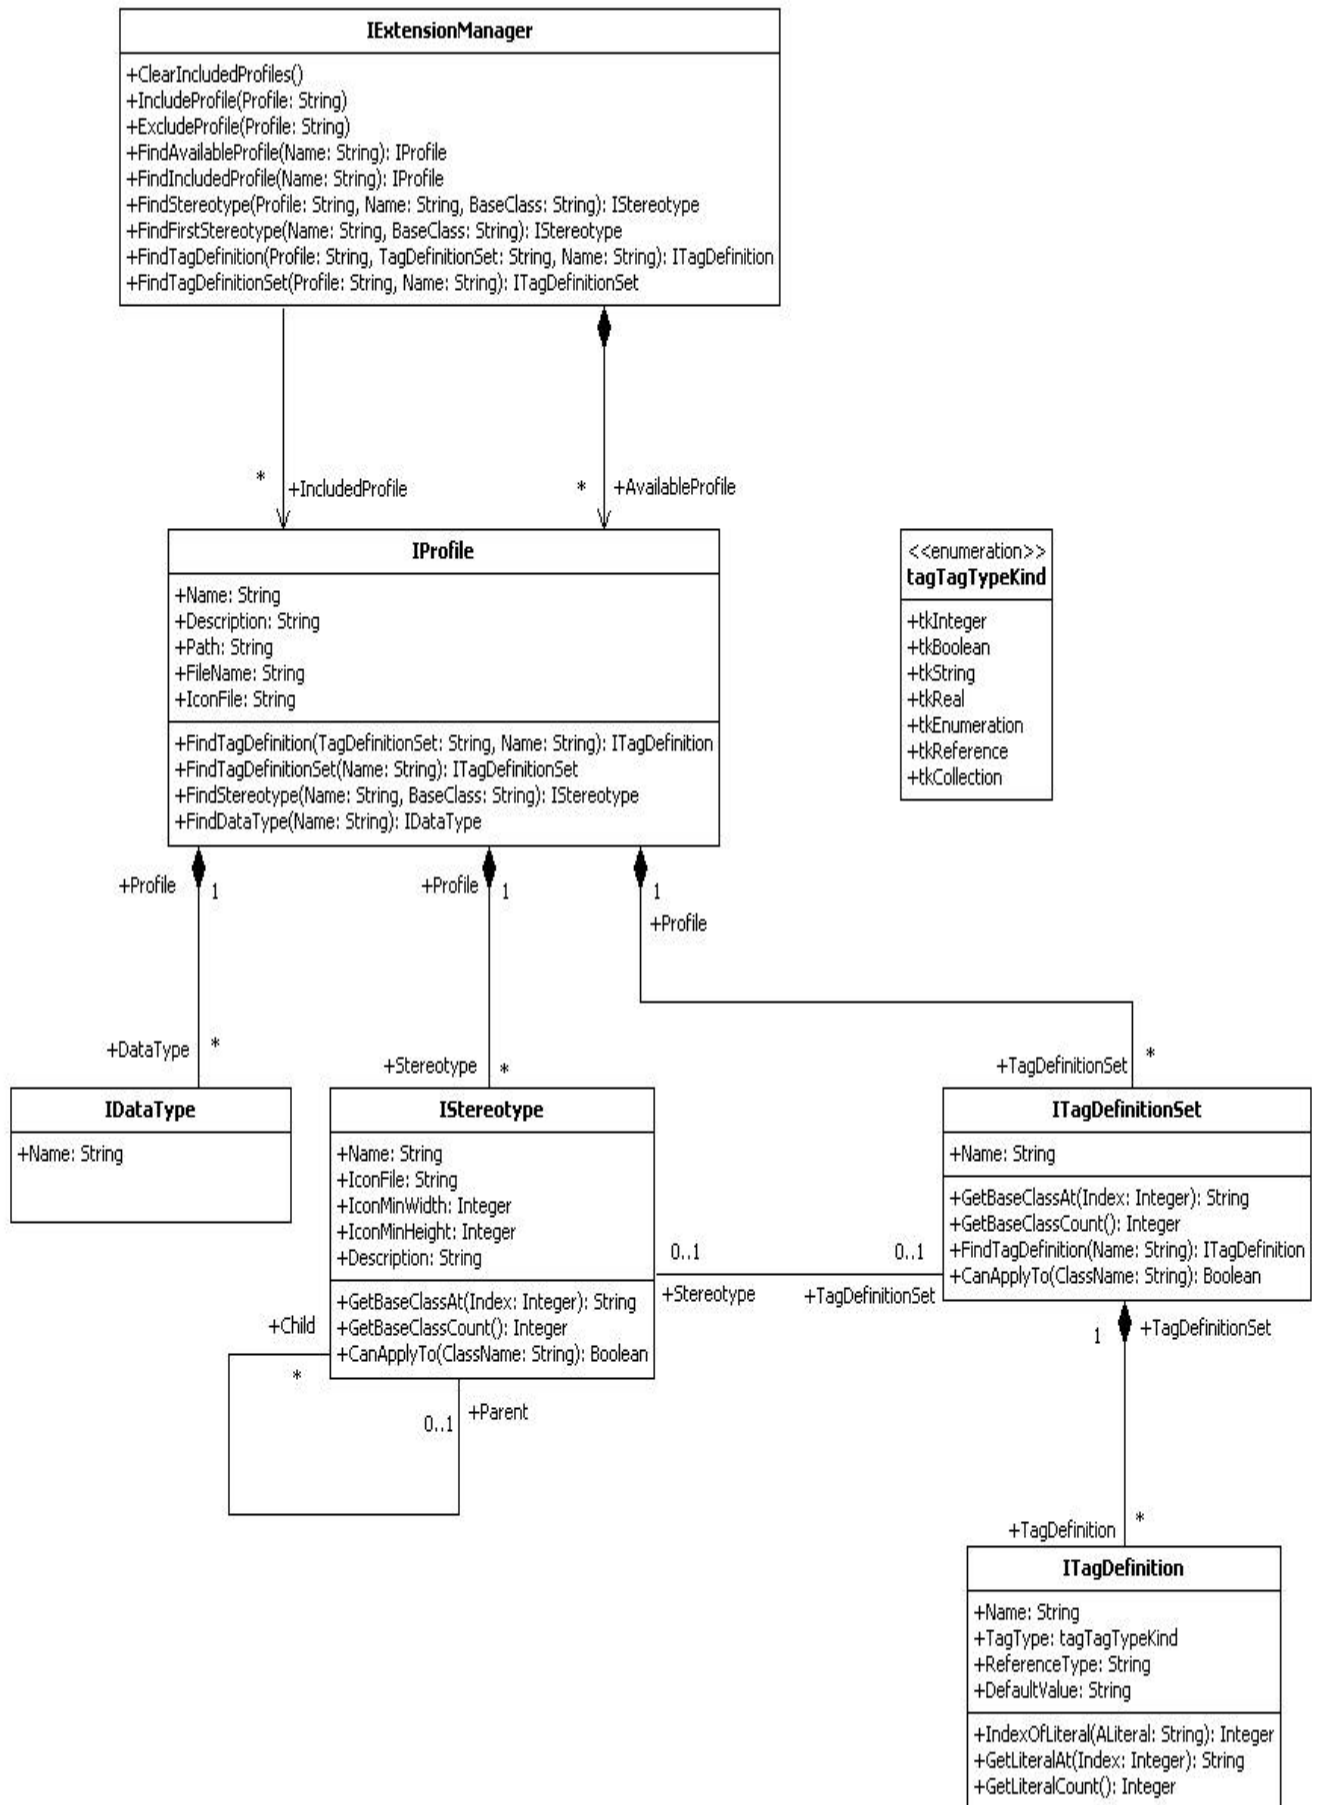 IExtensionManager
+ClearIncludedProfiles()
+IncludeProfile(Profile: String)
+ExcludeProfile(Profile: String)
+FindAvailableProfile(Name: String): IProfile
+FindIncludedProfile(Name: String): IProfile
+FindStereotype(Profile: String, Name: String, BaseClass: String): IStereotype
+FindFirstStereotype(Name: String, BaseClass: String): IStereotype
+FindTagDefinition(Profile: String, TagDefinitionSet: String, Name: String): ITagDefinition
+FindTagDefinitionSet(Profile: String, Name: String): ITagDefinitionSet
*
+IncludedProfile
*
+AvailableProfile
IProfile
+Name: String
+Description: String
+Path: String
+FileName: String
+IconFile: String
+FindTagDefinition(TagDefinitionSet: String, Name: String): ITagDefinition
+FindTagDefinitionSet(Name: String): ITagDefinitionSet
+FindStereotype(Name: String, BaseClass: String): IStereotype
+FindDataType(Name: String): IDataType
<<enumeration>>
tagTagTypeKind
+tkInteger
+tkBoolean
+tkString
+tkReal
+tkEnumeration
+tkReference
+tkCollection
+Profile
1
+Profile
1
1
+Profile
+DataType
*
+Stereotype
*
+TagDefinitionSet
*
IDataType
+Name: String
IStereotype
+Name: String
+IconFile: String
+IconMinWidth: Integer
+IconMinHeight: Integer
+Description: String
+GetBaseClassAt(Index: Integer): String
+GetBaseClassCount(): Integer
+CanApplyTo(ClassName: String): Boolean
+Child
*
0..1
+Parent
0..1
+Stereotype
0..1
+TagDefinitionSet
ITagDefinitionSet
+Name: String
+GetBaseClassAt(Index: Integer): String
+GetBaseClassCount(): Integer
+FindTagDefinition(Name: String): ITagDefinition
+CanApplyTo(ClassName: String): Boolean
1
+TagDefinitionSet
*
+TagDefinition
ITagDefinition
+Name: String
+TagType: tagTagTypeKind
+ReferenceType: String
+DefaultValue: String
+IndexOfLiteral(ALiteral: String): Integer
+GetLiteralAt(Index: Integer): String
+GetLiteralCount(): Integer